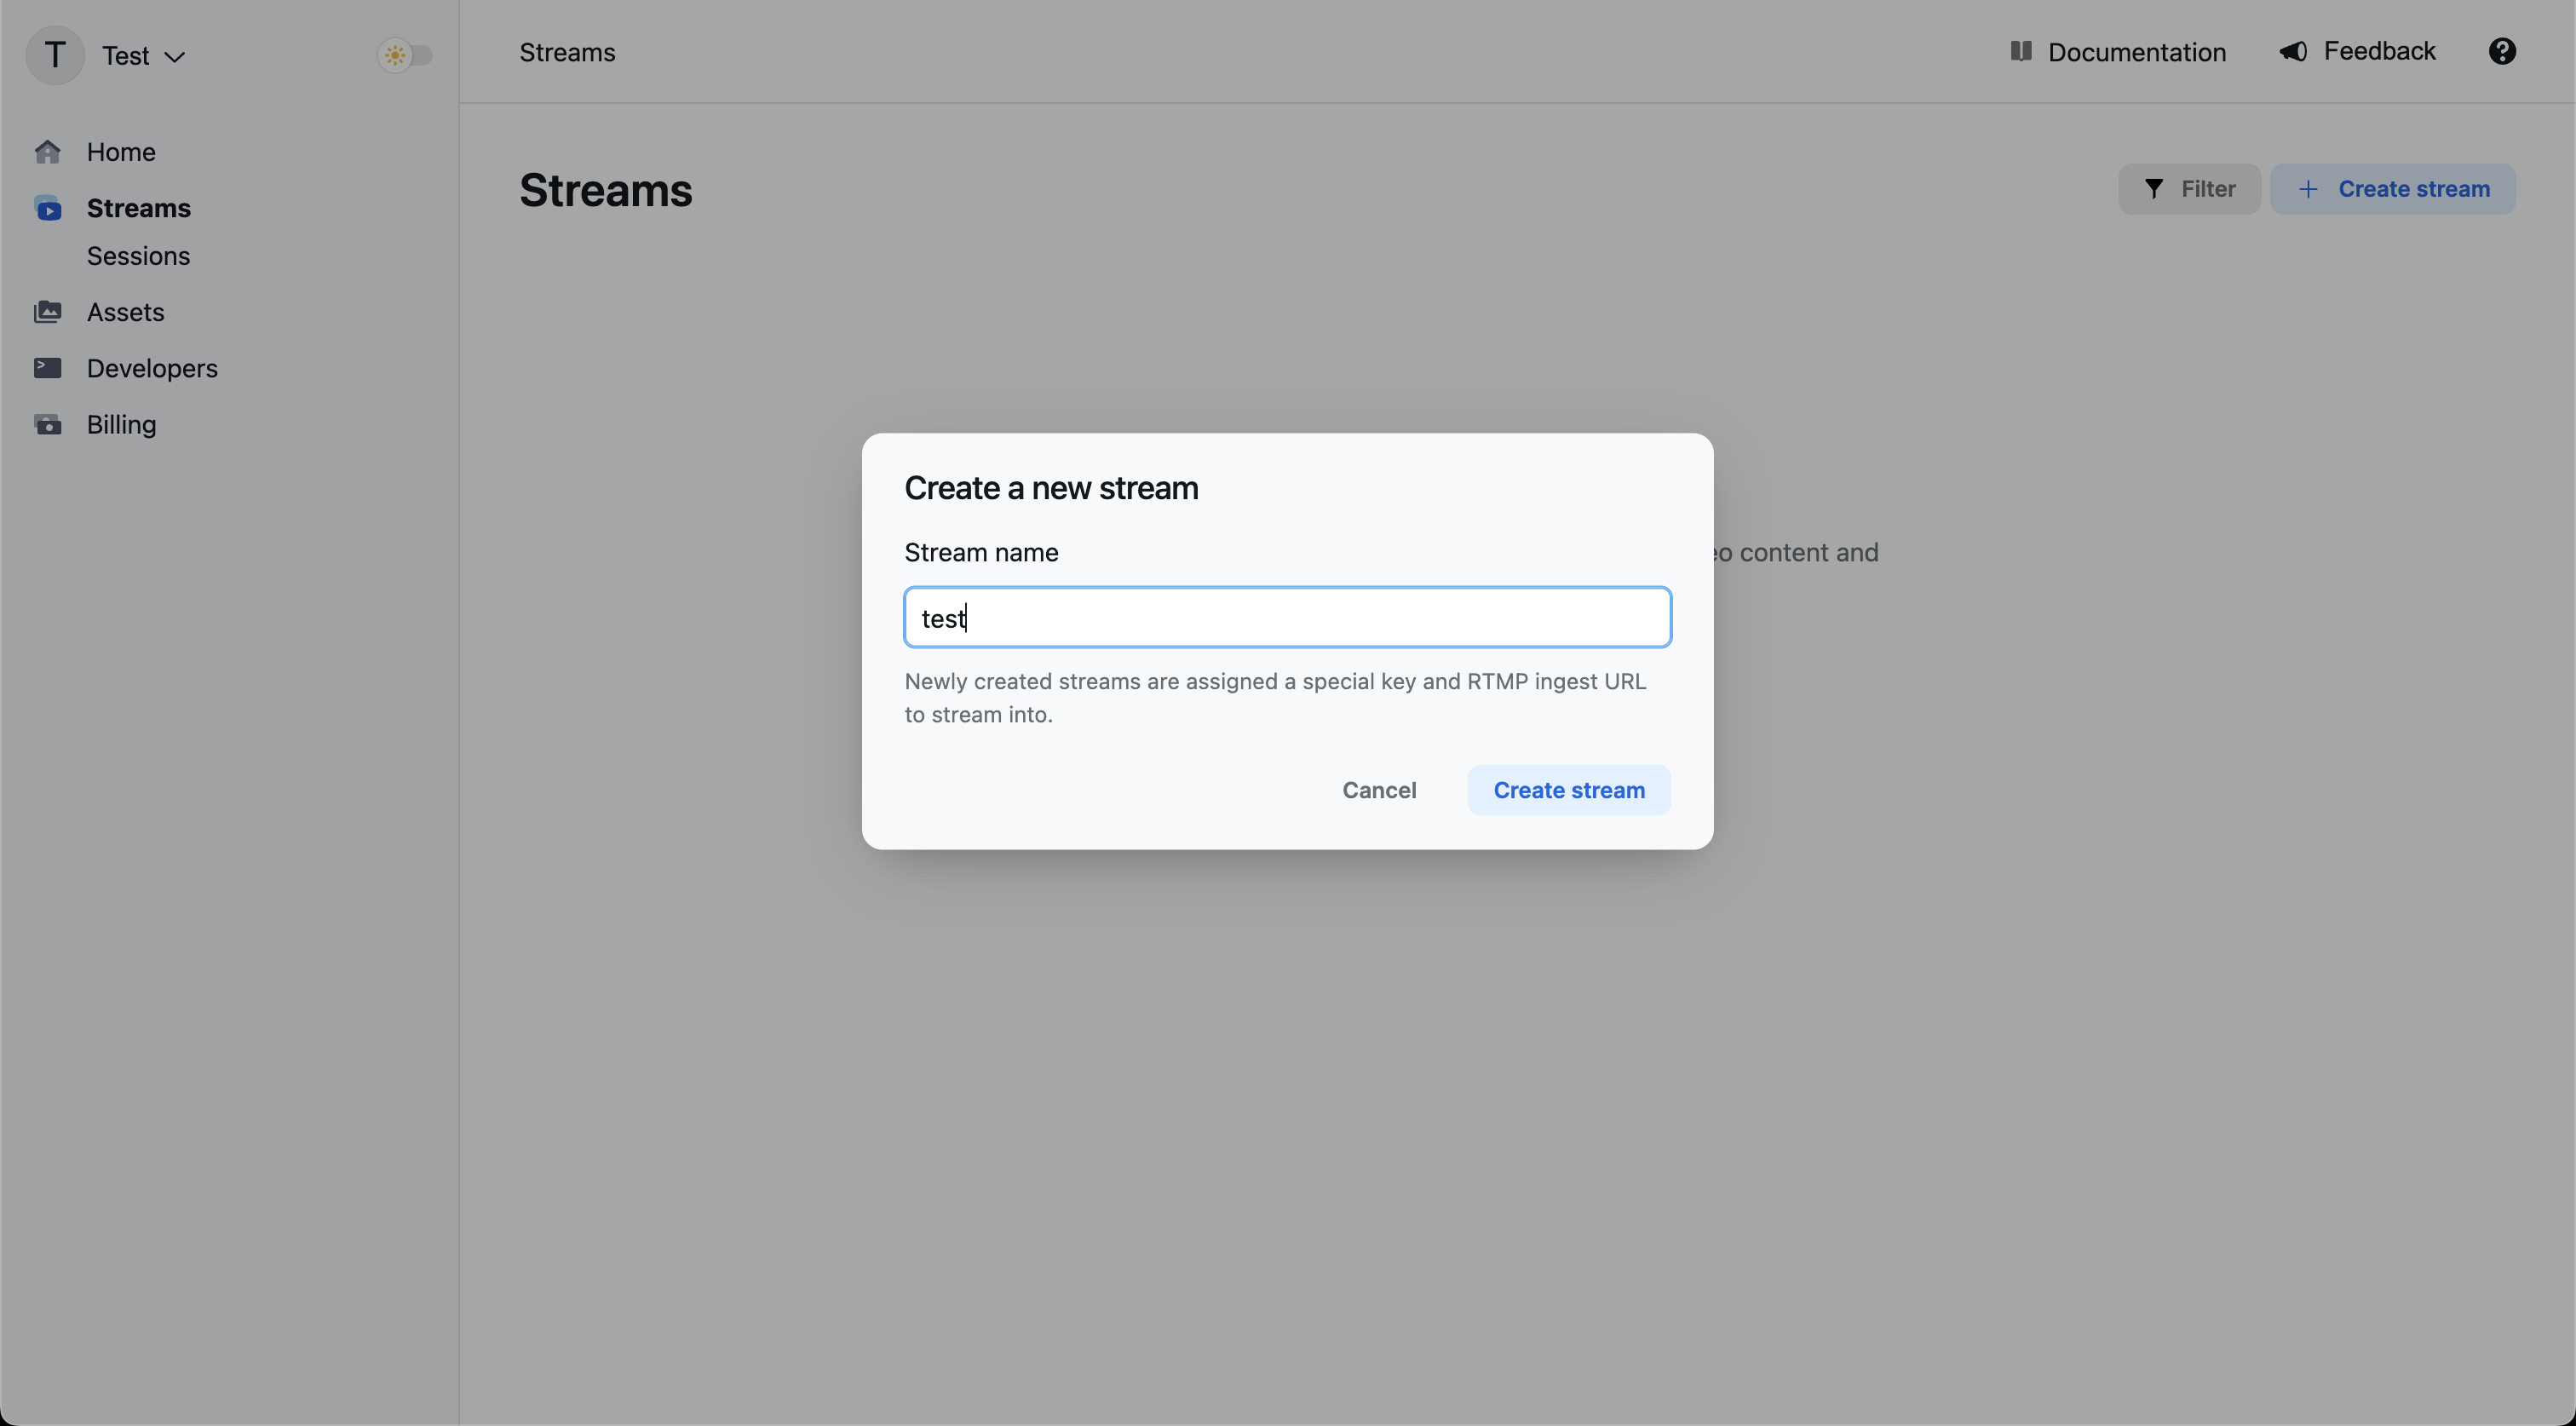 T
Test
Streams
Documentation
Feedback
Home
Streams
Sessions
Assets
Developers
Billing
Streams
Filter
Create stream
Create a new stream
Stream name
test
Newly created streams are assigned a special key and RTMP ingest URL
to stream into.
Cancel
Create stream
content and